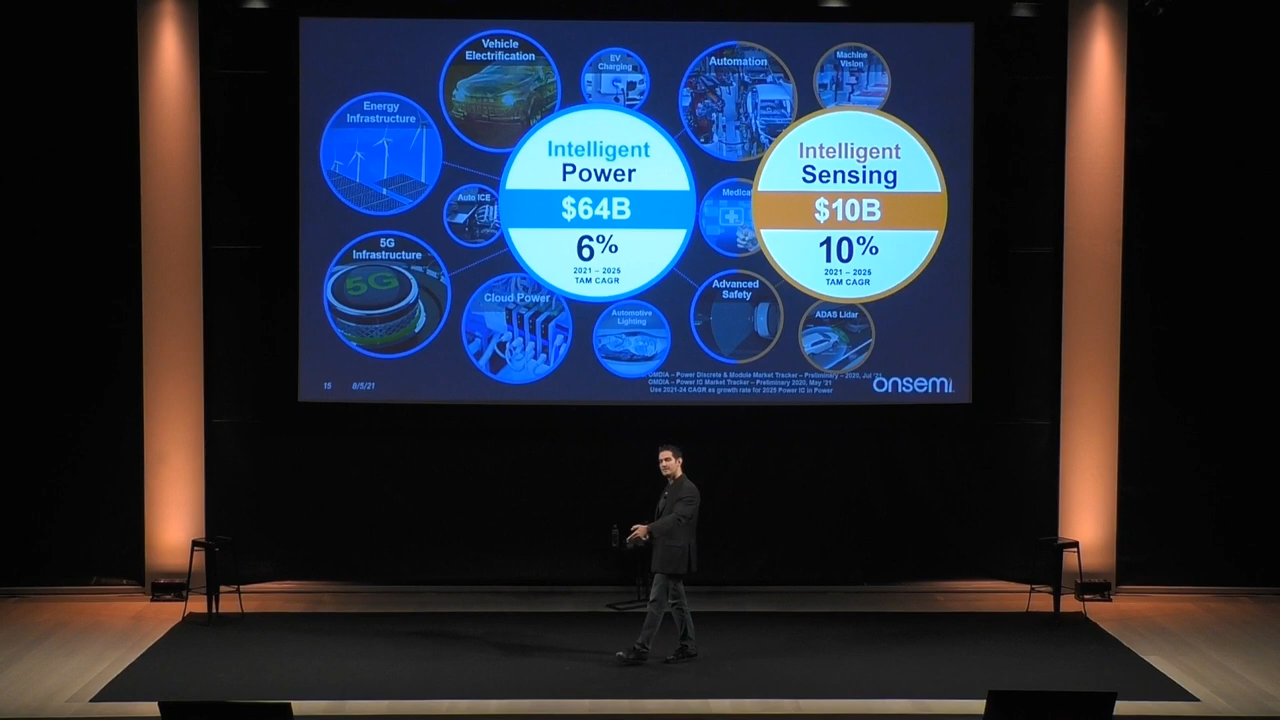 Vehicle
Electrification
EV
Charging
Automation
Machine
Vision
Energy
Infrastructure
Intelligent
Power
$64B
6%
2021 – 2025
TAM CAGR
Intelligent
Sensing
$10B
10%
2021 – 2025
TAM CAGR
Auto ICE
Medical
5G
Infrastructure
5G
Cloud Power
Automotive
Lighting
Advanced
Safety
ADAS Lidar
OMDIA – Power Discrete & Module Market Tracker – Preliminary – 2020, Jul '21
OMDIA – Power IC Market Tracker – Preliminary 2020, May '21
Use 2021-24 CAGR as growth rate for 2025 Power IC in Power
15 8/5/21
onsemi